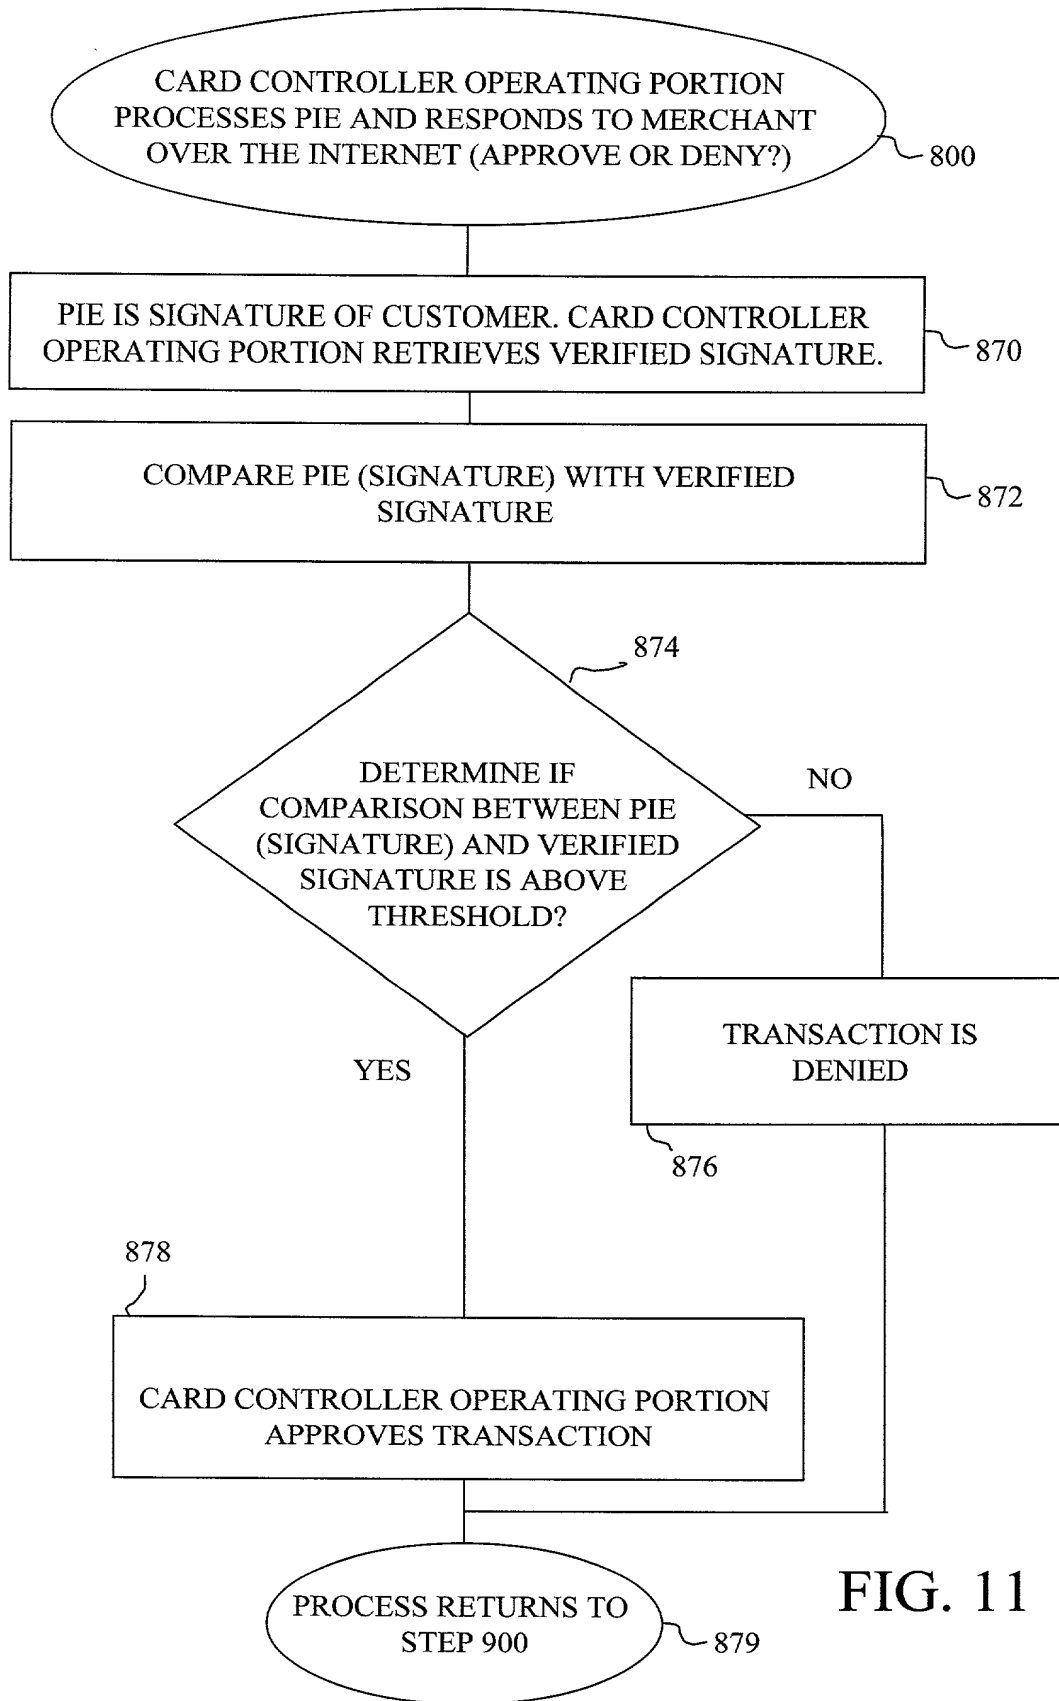 CARD CONTROLLER OPERATING PORTION
PROCESSES PIE AND RESPONDS TO MERCHANT
OVER THE INTERNET (APPROVE OR DENY?)
800
PIE IS SIGNATURE OF CUSTOMER. CARD CONTROLLER
OPERATING PORTION RETRIEVES VERIFIED SIGNATURE.
870
COMPARE PIE (SIGNATURE) WITH VERIFIED
SIGNATURE
872
874
DETERMINE IF
COMPARISON BETWEEN PIE
(SIGNATURE) AND VERIFIED
SIGNATURE IS ABOVE
THRESHOLD?
NO
YES
TRANSACTION IS
DENIED
876
878
CARD CONTROLLER OPERATING PORTION
APPROVES TRANSACTION
PROCESS RETURNS TO
STEP 900
879
FIG. 11